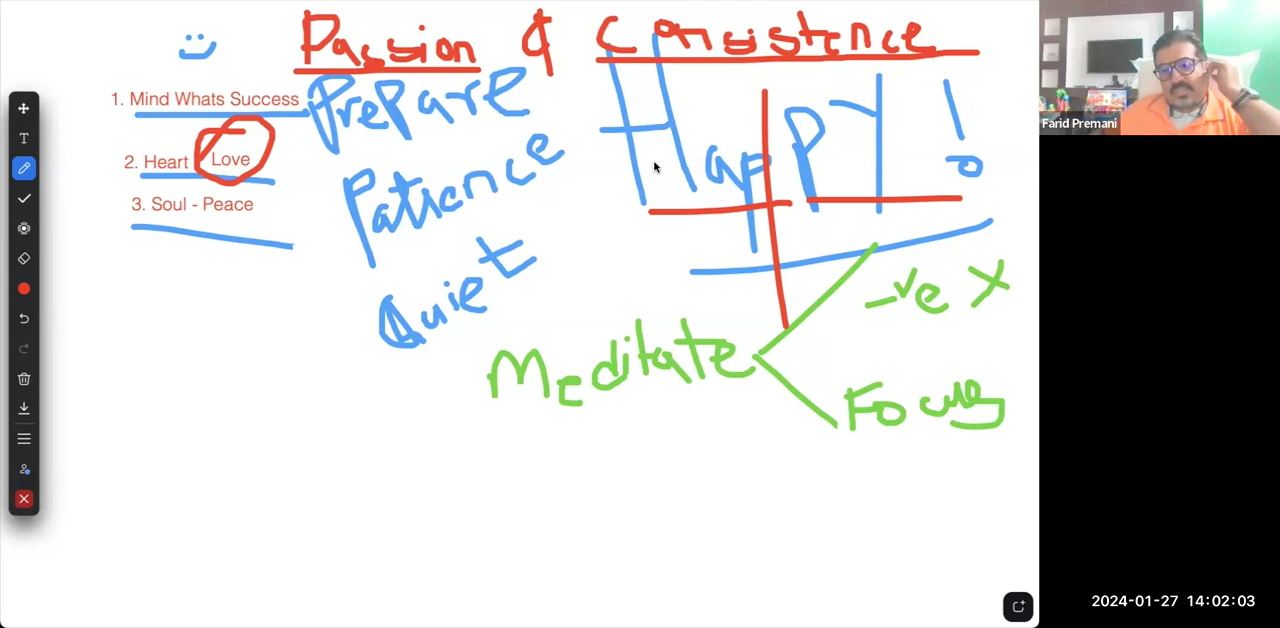 Passion & Consistence
1. Mind Whats Success
Prepare
Happy!
2. Heart Love
Patience
3. Soul - Peace
Quiet
-ve X
Meditate
Focus
Farid Premani
T
2024-01-27 14:02:03